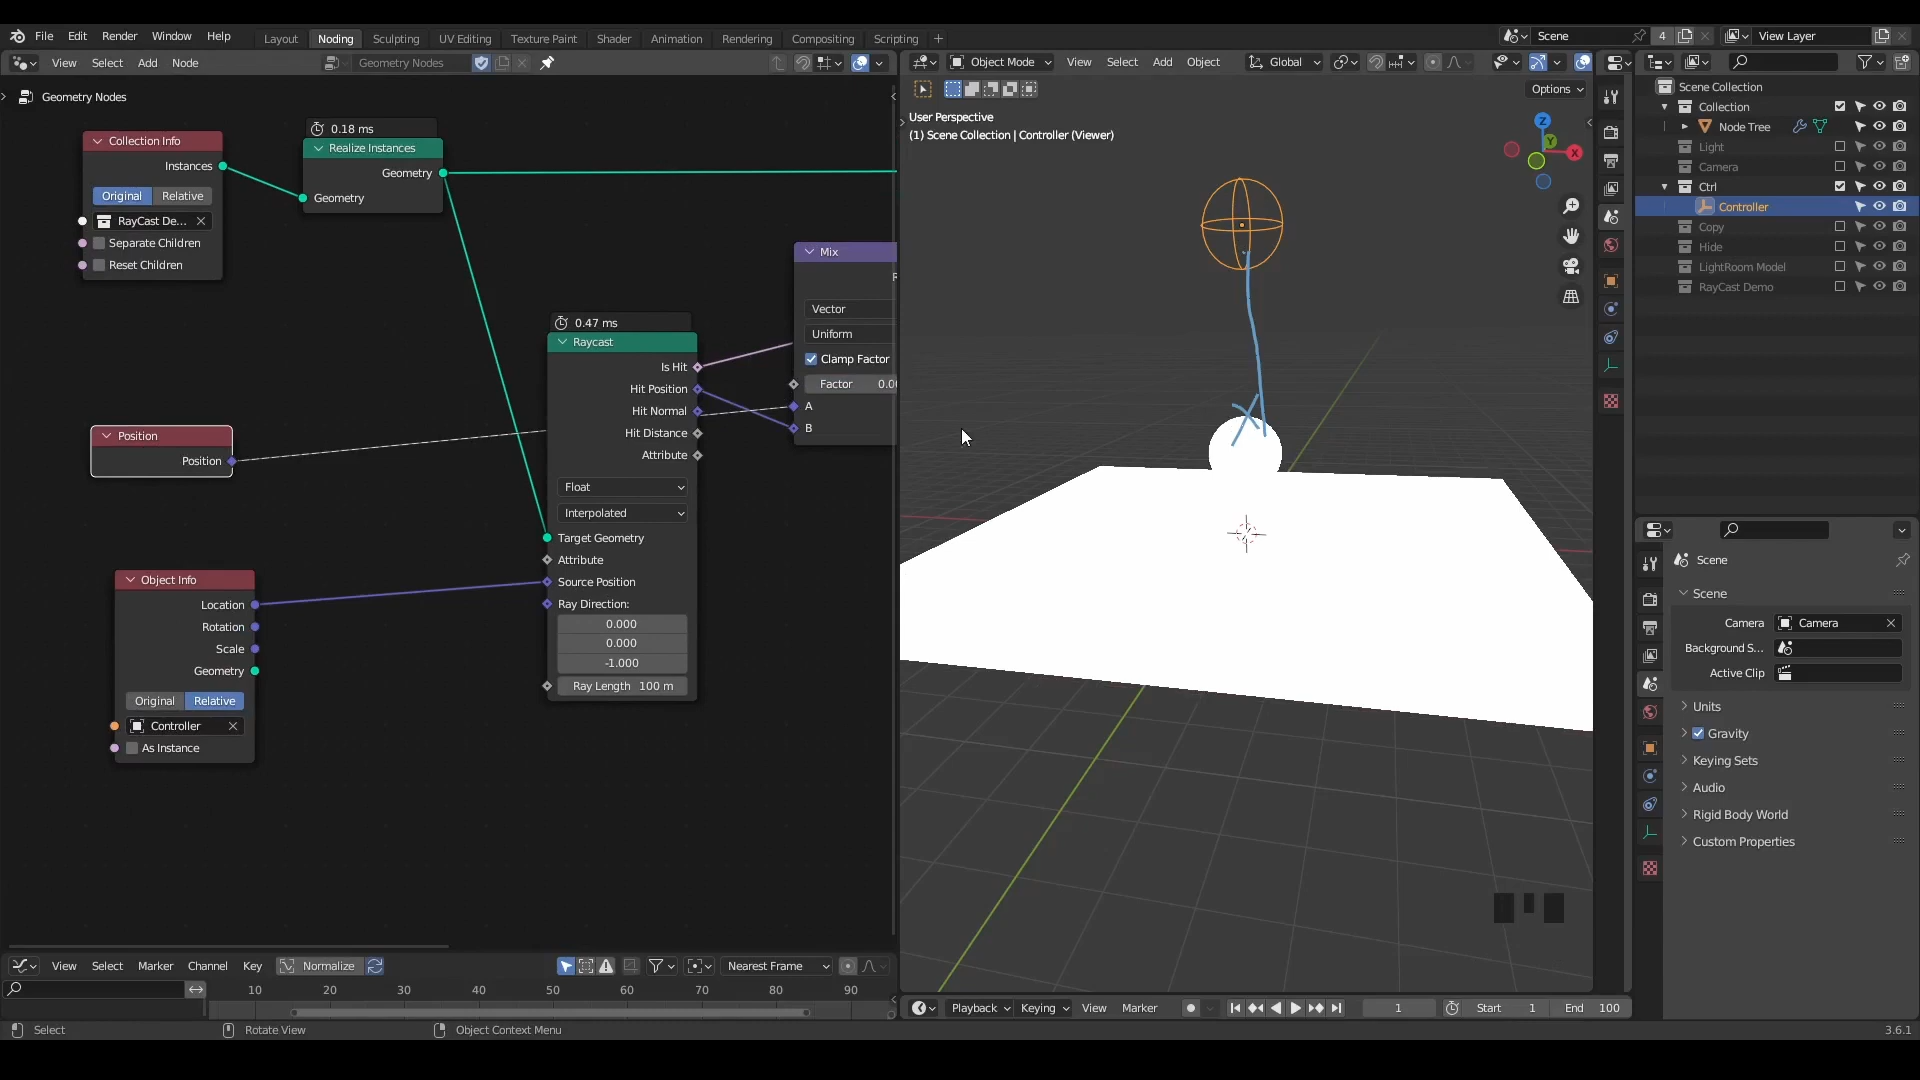 File Edit Render Window Help
Layout Noding Sculpting UV Editing Texture Paint Shader Animation Rendering Compositing Scripting +
Scene 4 View Layer
View Select Add Node Geometry Nodes
Object Mode View Select Add Object Global
Options
Geometry Nodes
Collection Info
Instances
Original Relative
RayCast De...
Separate Children
Reset Children
0.18 ms
Realize Instances
Geometry
Geometry
Mix
Vector
Uniform
Clamp Factor
Factor
A
B
0.47 ms
Raycast
Is Hit
Hit Position
Hit Normal
Hit Distance
Attribute
Float
Interpolated
Target Geometry
Attribute
Source Position
Ray Direction:
0.000
0.000
-1.000
Ray Length 100 m
Position
Position
Object Info
Location
Rotation
Scale
Geometry
Original Relative
Controller
As Instance
User Perspective
(1) Scene Collection | Controller (Viewer)
Z
Y
X
Scene Collection
Collection
Node Tree
Light
Camera
Ctrl
Controller
Copy
Hide
LightRoom Model
RayCast Demo
Scene
Scene
Camera Camera
Background S...
Active Clip
Units
Gravity
Keying Sets
Audio
Rigid Body World
Custom Properties
View Select Marker Channel Key Normalize Nearest Frame
10 20 30 40 50 60 70 80 90
Playback Keying View Marker 1 Start 1 End 100
Select Rotate View Object Context Menu 3.6.1